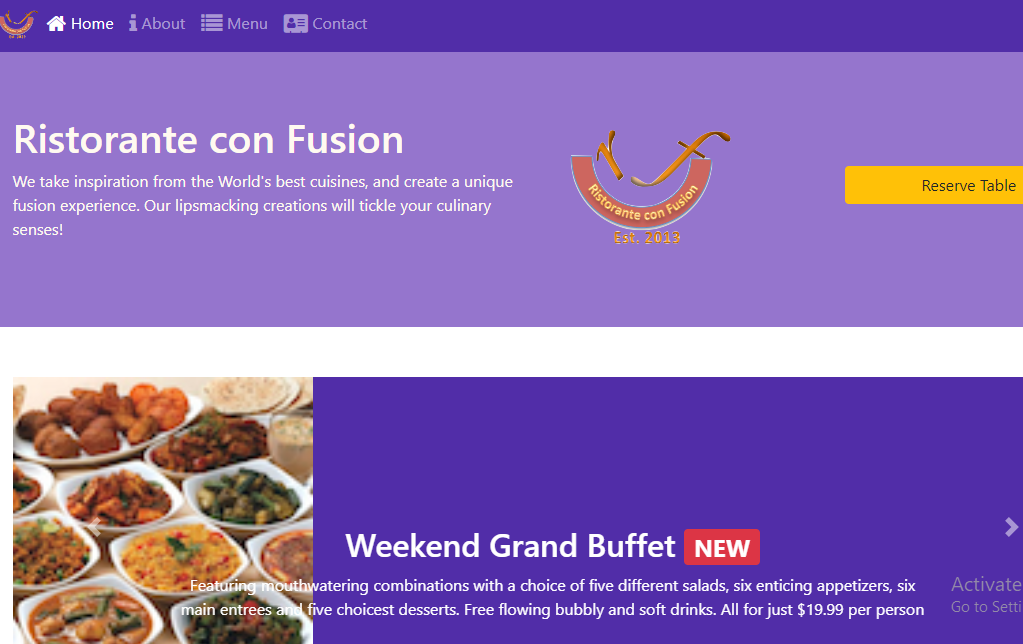 Home About Menu Contact
Ristorante con Fusion
We take inspiration from the World's best cuisines, and create a unique
fusion experience. Our lipsmacking creations will tickle your culinary
senses!
Ristorante con Fusion
Est. 2013
Reserve Table
Weekend Grand Buffet NEW
Featuring mouthwatering combinations with a choice of five different salads, six enticing appetizers, six
main entrees and five choicest desserts. Free flowing bubbly and soft drinks. All for just $19.99 per person
Activate
Go to Setti